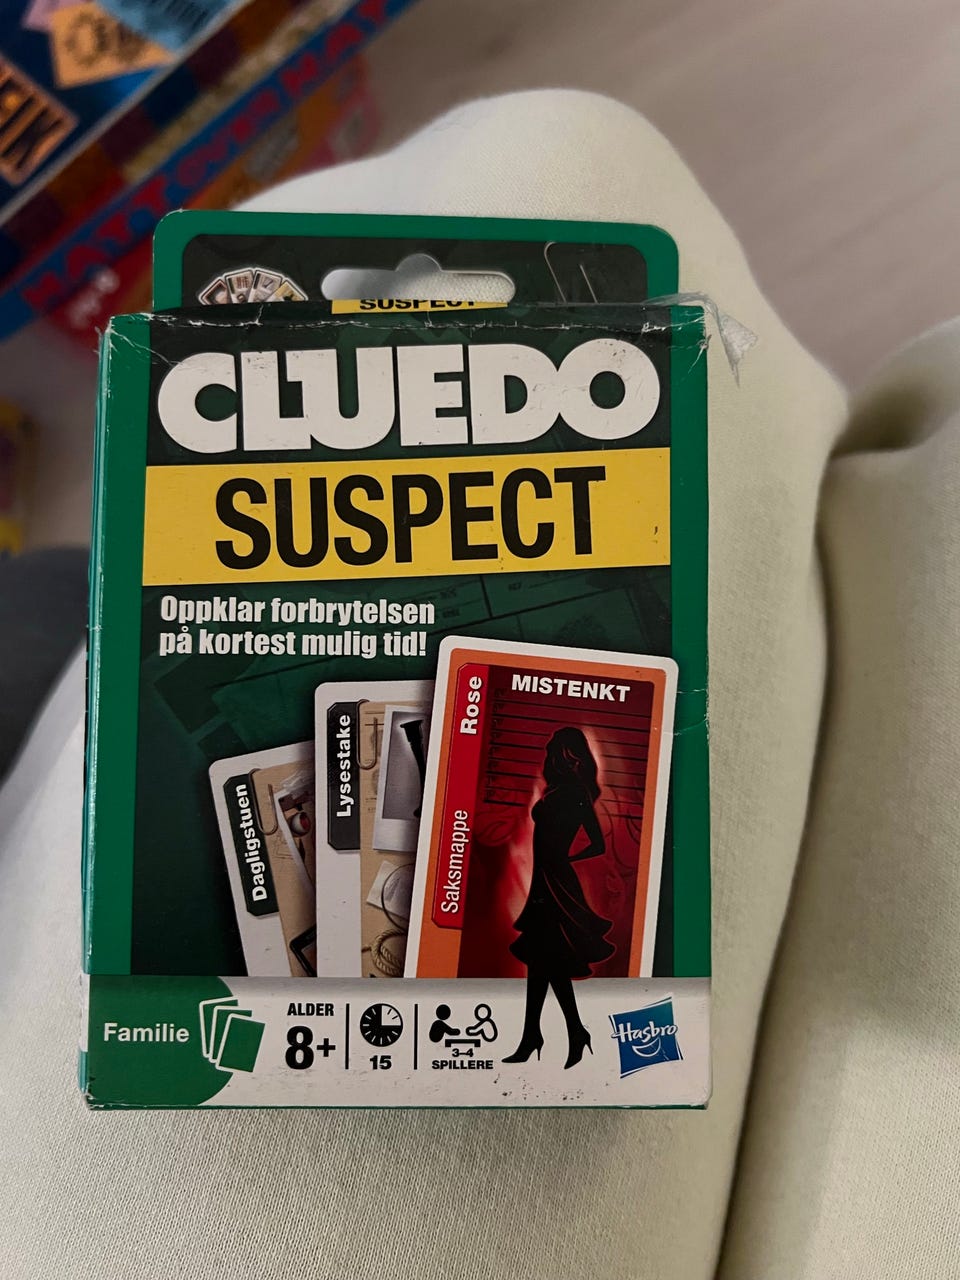 SUSPECT
CLUEDO
SUSPECT
Oppklar forbrytelsen
på kortest mulig tid!
Dagligstuen
Lysestake
Saksmappe Rose
MISTENKT
Familie
ALDER
8+
15
3–4
SPILLERE
Hasbro